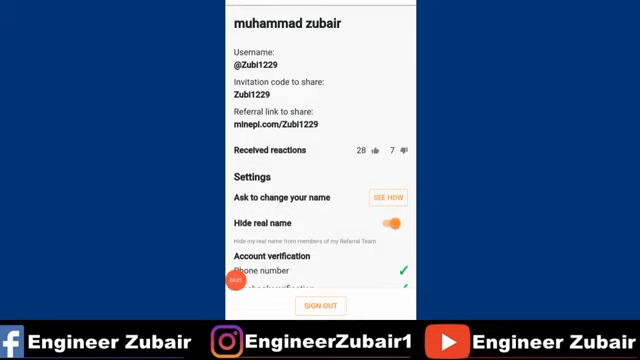 muhammad zubair
Username:
@Zubi1229
Invitation code to share:
Zubi1229
Referral link to share:
minepi.com/Zubi1229
Received reactions 28 7
Settings
Ask to change your name SEE HOW
Hide real name
Hide my real name from members of my Referral Team
Account verification
Phone number
SIGN OUT
Engineer Zubair EngineerZubair1 Engineer Zubair